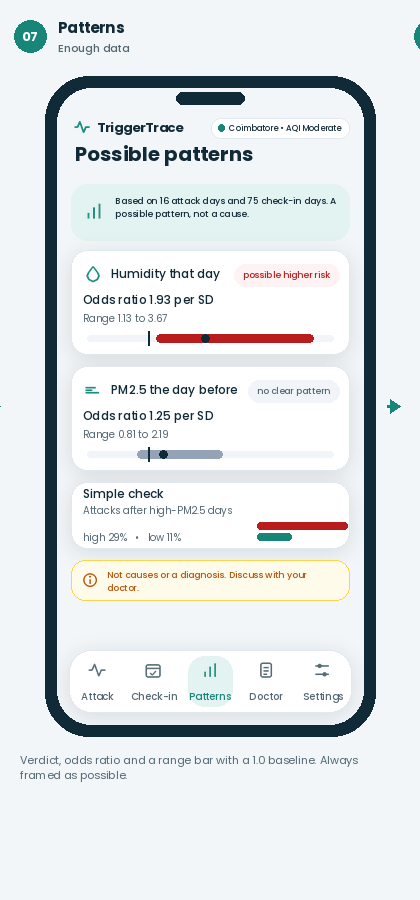 07
Patterns
Enough data
TriggerTrace
Coimbatore • AQI Moderate
Possible patterns
Based on 16 attack days and 75 check-in days. A
possible pattern, not a cause.
Humidity that day
possible higher risk
Odds ratio 1.93 per SD
Range 1.13 to 3.67
PM2.5 the day before
no clear pattern
Odds ratio 1.25 per SD
Range 0.81 to 2.19
Simple check
Attacks after high-PM2.5 days
high 29% • low 11%
Not causes or a diagnosis. Discuss with your
doctor.
Attack
Check-in
Patterns
Doctor
Settings
Verdict, odds ratio and a range bar with a 1.0 baseline. Always
framed as possible.